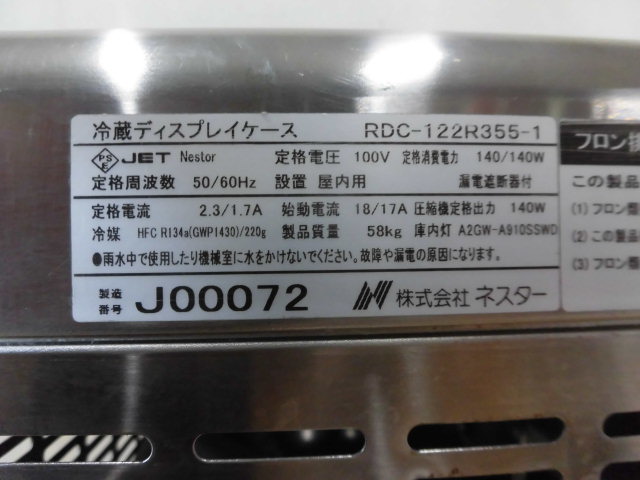 冷蔵ディスプレイケース RDC-122R355-1
PSE JET Nestor 定格電圧 100V 定格消費電力 140/140W
定格周波数 50/60Hz 設置 屋内用 漏電遮断器付
定格電流 2.3/1.7A 始動電流 18/17A 圧縮機定格出力 140W
冷媒 HFC R134a(GWP1430)/220g 製品質量 58kg 庫内灯 A2GW-A910SSWD
●雨水中で使用したり機械室に水をかけないでください。故障や漏電の原因になります。
製造番号 J00072 株式会社 ネスター
フロン
この製品
(1) フロン類
(2) この製品
(3) フロン類